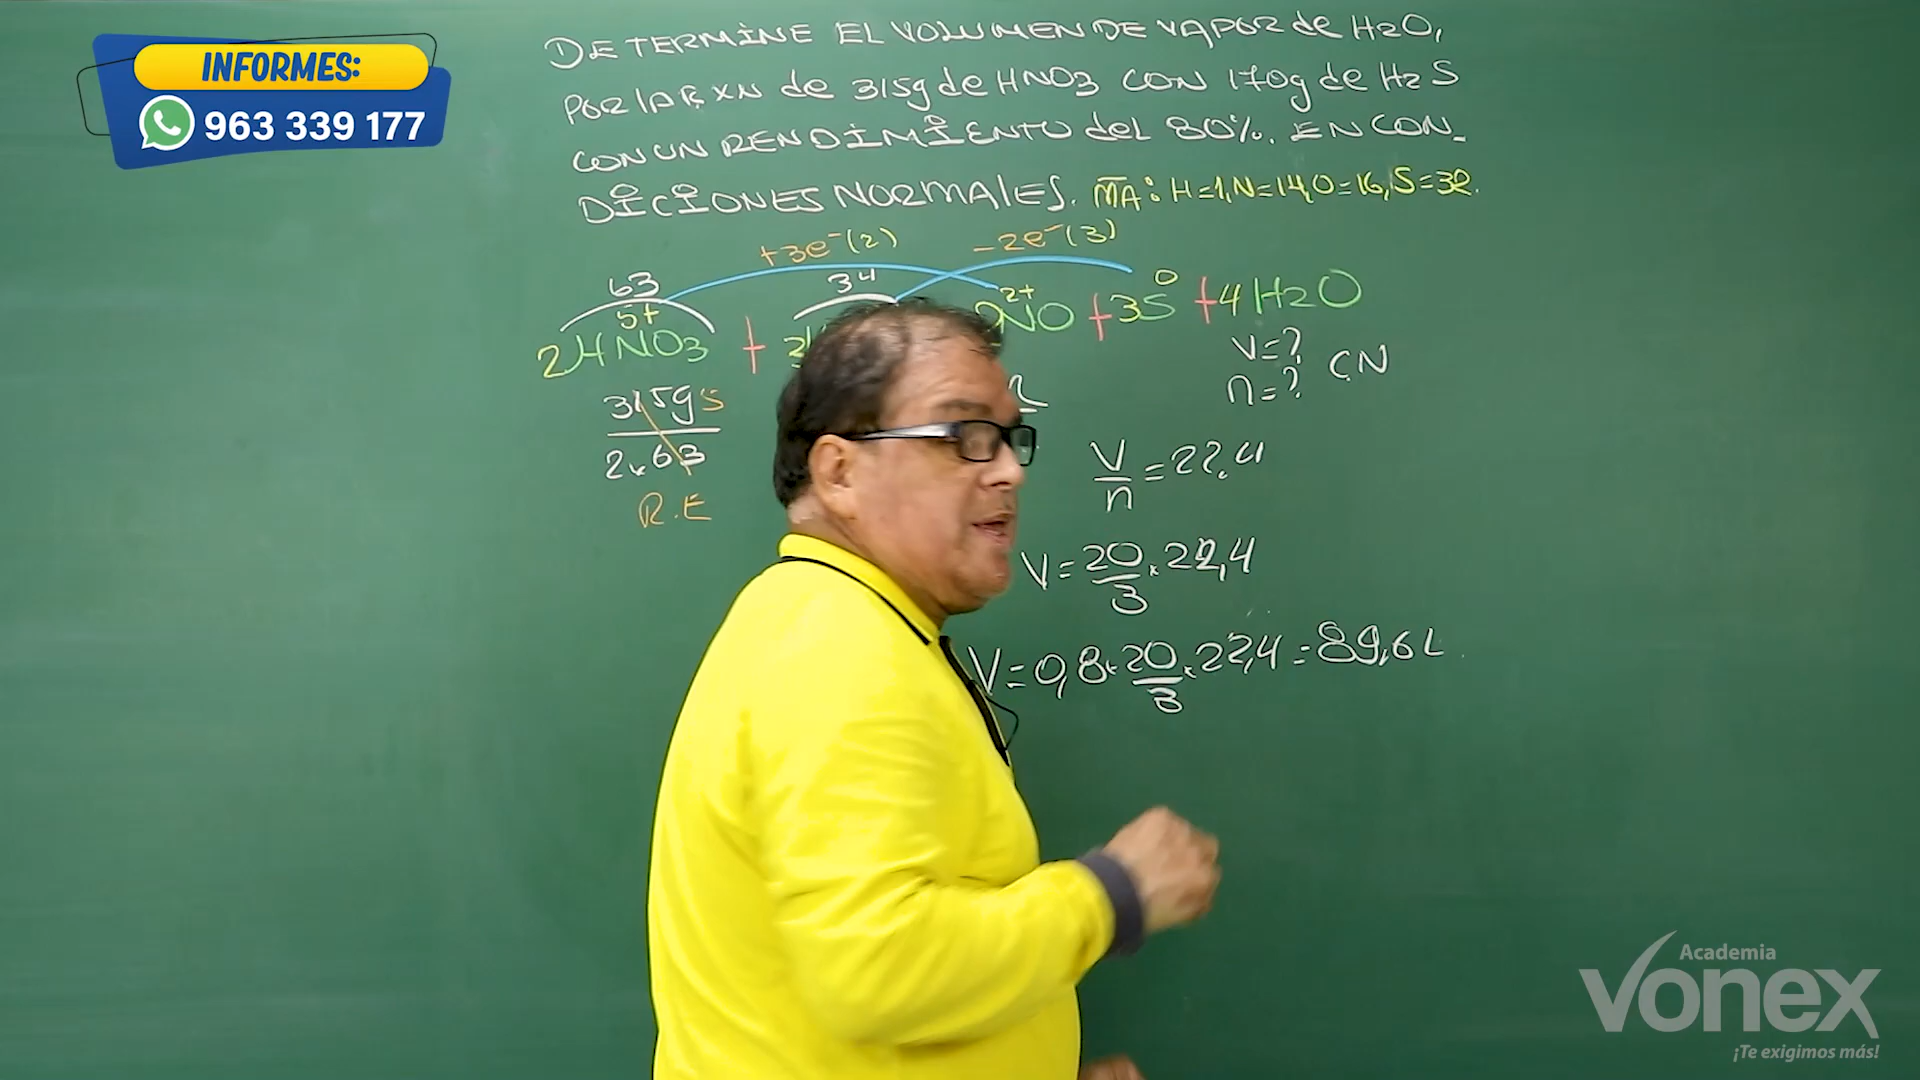 INFORMES:
963 339 177
DETERMINE EL VOLUMEN DE VAPOR de H2O,
POR LA RXN de 315g de HNO3 CON 170g de H2S
CON UN RENDIMIENTO del 80%. EN CON-
DICIONES NORMALES. MA: H=1, N=14, O=16, S=32.
+3e-(2) -2e-(3)
63 34
5+ 2+ 0
2HNO3 + 3 2NO + 3S + 4H2O
V=? CN
n=?
315g 5
2x63
R.E
V/n = 22,4
V = 20/3 x 22,4
V = 0,8 x 20/3 x 22,4 = 89,6 L
Academia
Vonex
¡Te exigimos más!